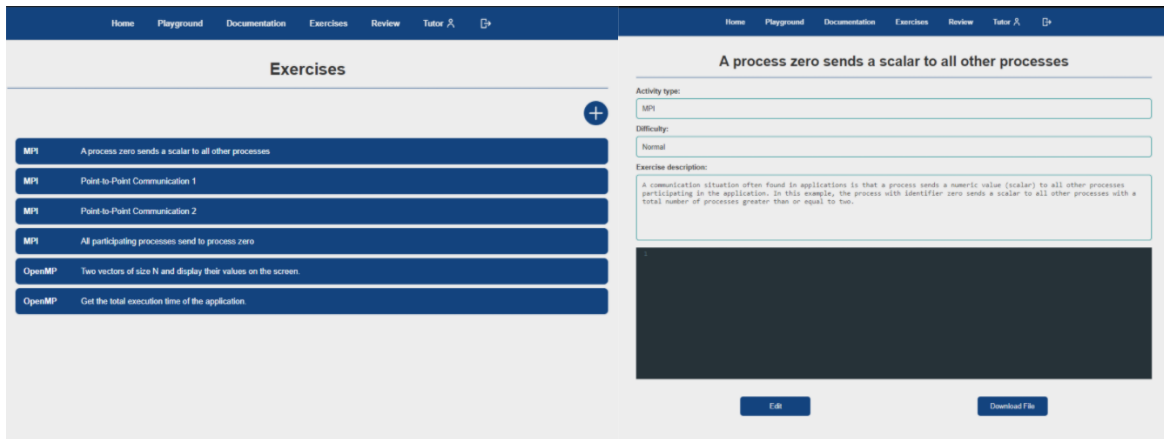 Home Playground Documentation Exercises Review Tutor
Exercises
MPI A process zero sends a scalar to all other processes
MPI Point-to-Point Communication 1
MPI Point-to-Point Communication 2
MPI All participating processes send to process zero
OpenMP Two vectors of size N and display their values on the screen.
OpenMP Get the total execution time of the application.
Home Playground Documentation Exercises Review Tutor
A process zero sends a scalar to all other processes
Activity type:
MPI
Difficulty:
Normal
Exercise description:
A communication situation often found in applications is that a process sends a numeric value (scalar) to all other processes
participating in the application. In this example, the process with identifier zero sends a scalar to all other processes with a
total number of processes greater than or equal to two.
1
Edit Download File